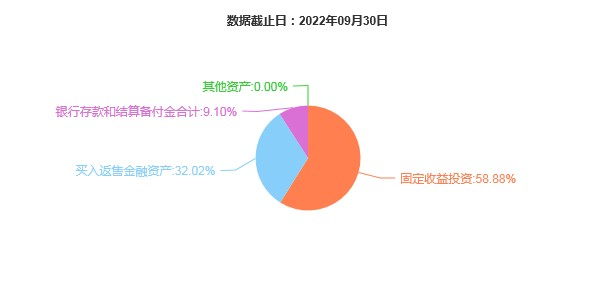 数据截止日：2022年09月30日
其他资产:0.00%
银行存款和结算备付金合计:9.10%
买入返售金融资产:32.02%
固定收益投资:58.88%